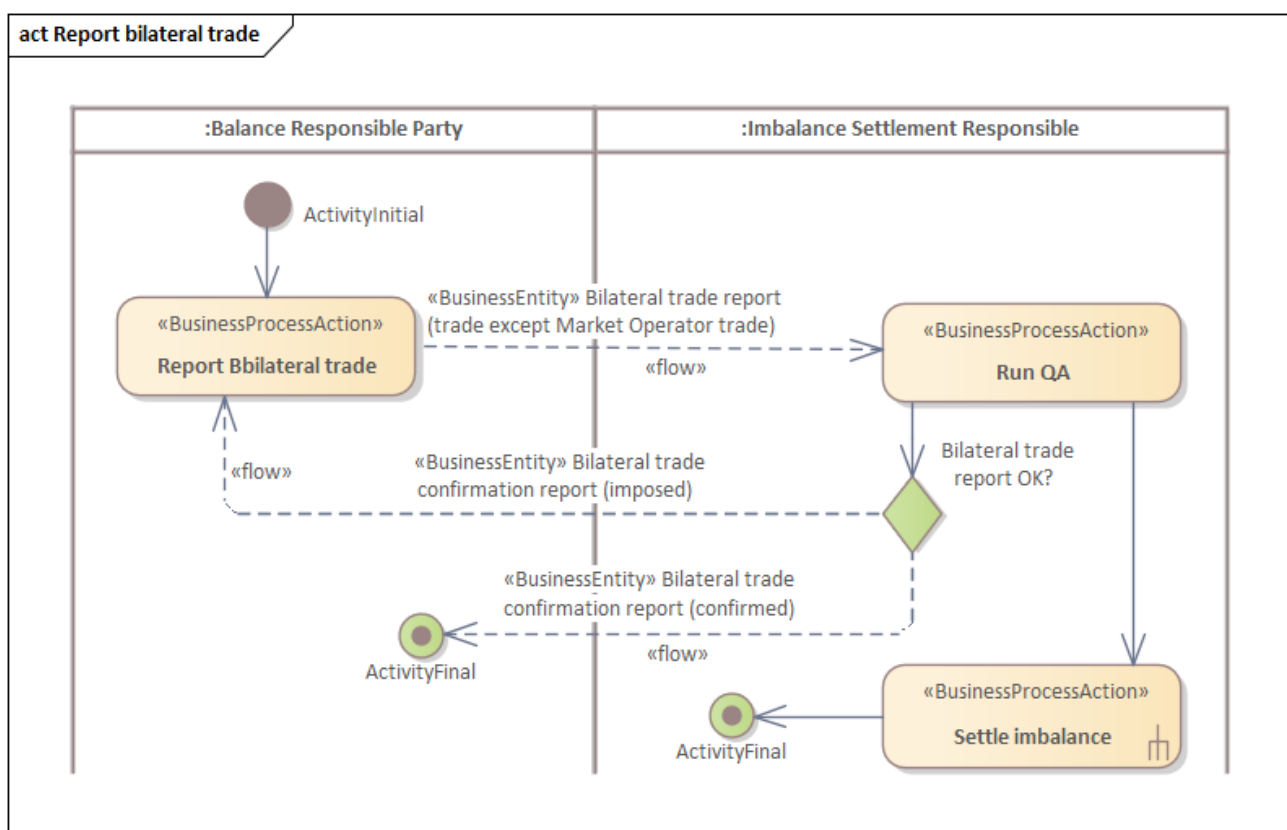 act Report bilateral trade
:Balance Responsible Party
:Imbalance Settlement Responsible
ActivityInitial
«BusinessEntity» Bilateral trade report
(trade except Market Operator trade)
«flow»
«BusinessProcessAction»
Report Bbilateral trade
«BusinessProcessAction»
Run QA
Bilateral trade
report OK?
«BusinessEntity» Bilateral trade
confirmation report (imposed)
«flow»
«BusinessEntity» Bilateral trade
confirmation report (confirmed)
«flow»
ActivityFinal
«BusinessProcessAction»
Settle imbalance
ActivityFinal